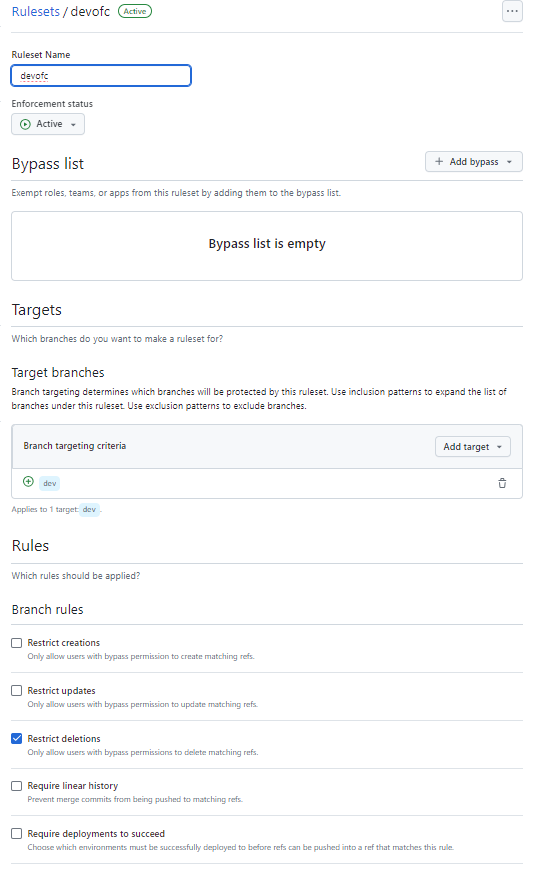 Rulesets / devofc Active
Ruleset Name
devofc
Enforcement status
Active
Bypass list
Add bypass
Exempt roles, teams, or apps from this ruleset by adding them to the bypass list.
Bypass list is empty
Targets
Which branches do you want to make a ruleset for?
Target branches
Branch targeting determines which branches will be protected by this ruleset. Use inclusion patterns to expand the list of
branches under this ruleset. Use exclusion patterns to exclude branches.
Branch targeting criteria
Add target
dev
Applies to 1 target: dev.
Rules
Which rules should be applied?
Branch rules
Restrict creations
Only allow users with bypass permission to create matching refs.
Restrict updates
Only allow users with bypass permission to update matching refs.
Restrict deletions
Only allow users with bypass permissions to delete matching refs.
Require linear history
Prevent merge commits from being pushed to matching refs.
Require deployments to succeed
Choose which environments must be successfully deployed to before refs can be pushed into a ref that matches this rule.